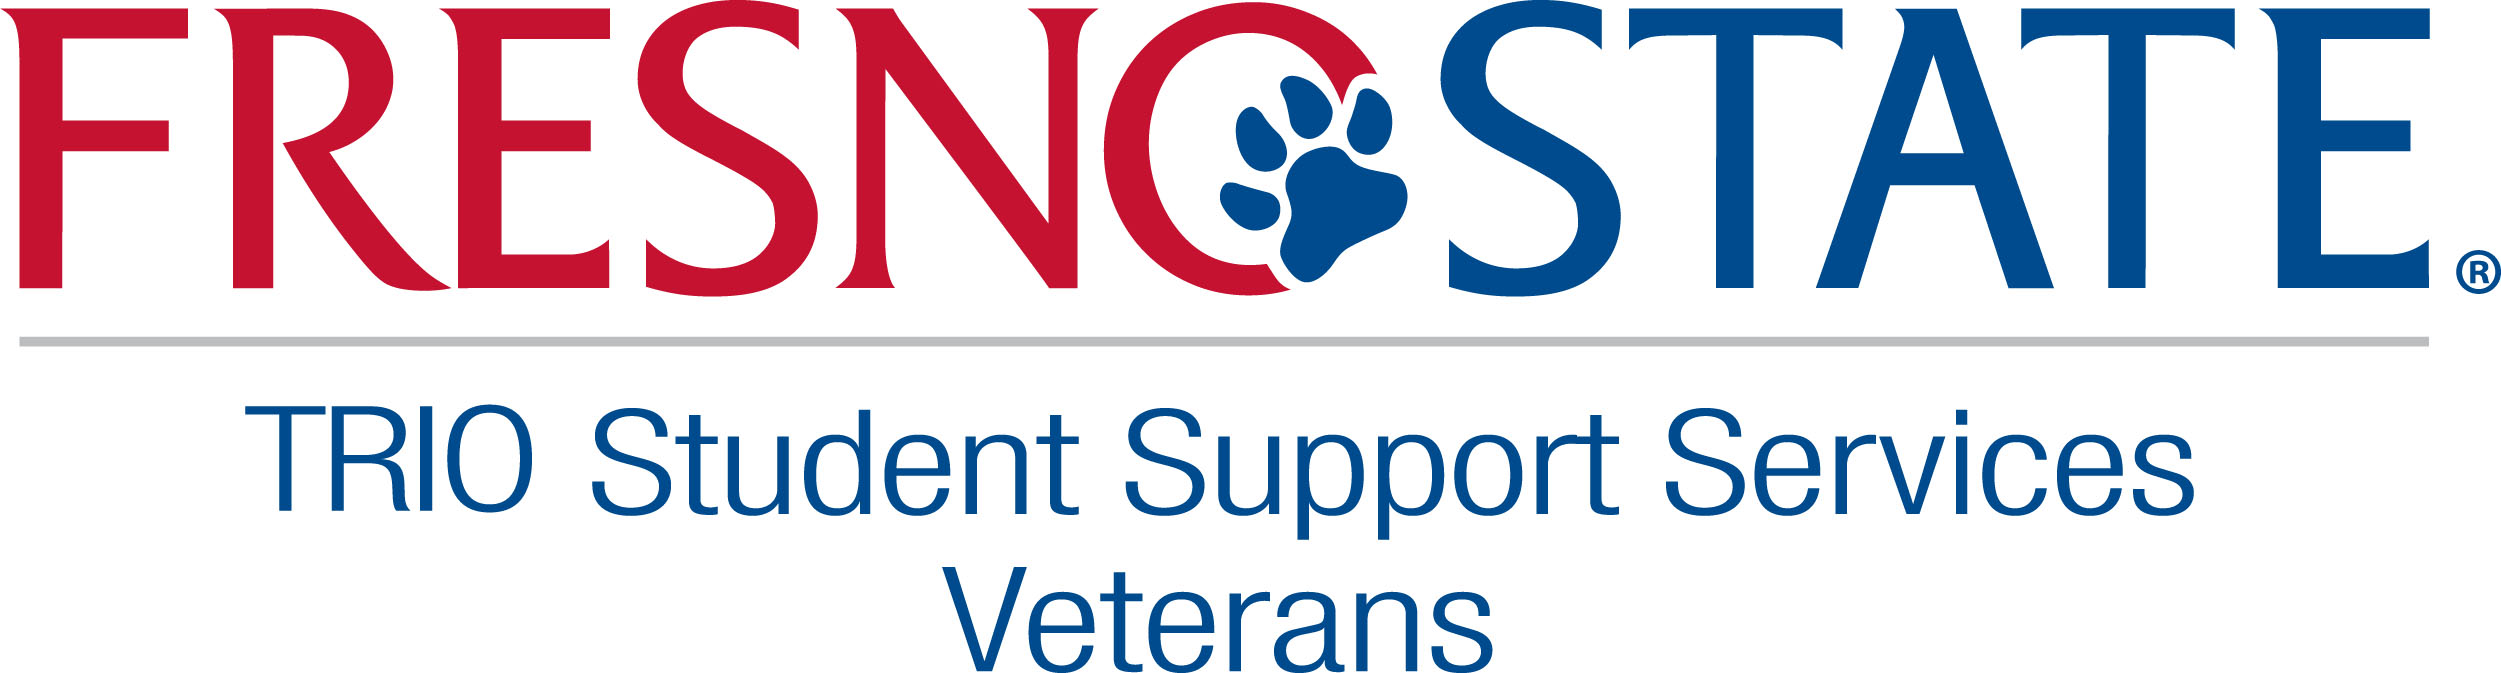 FRESNO STATE®
TRIO Student Support Services
Veterans